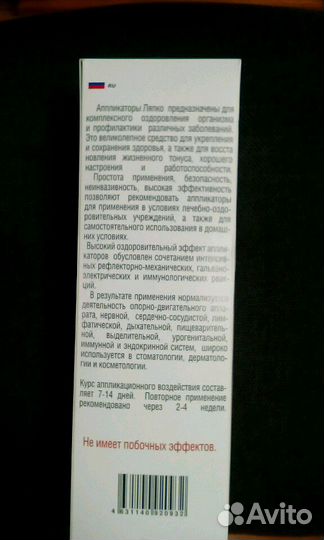 RU
Аппликаторы Ляпко предназначены для
комплексного оздоровления организма
и профилактики различных заболеваний.
Это великолепное средство для укрепления
и сохранения здоровья, а также для восста
новления жизненного тонуса, хорошего
настроения и работоспособности.
Простота применения, безопасность,
неинвазивность, высокая эффективность
позволяют рекомендовать аппликаторы
для применения в условиях лечебно-оздо-
ровительных учреждений, а также для
самостоятельного использования в домаш-
них условиях.
Высокий оздоровительный эффект аппли-
каторов обусловлен сочетанием интенсив-
ных рефлекторно-механических, гальвано-
электрических и иммунологических реак-
ций.
В результате применения нормализуется
деятельность опорно-двигательного аппа-
рата, нервной, сердечно-сосудистой, лим-
фатической, дыхательной, пищеваритель-
ной, выделительной, урогенитальной,
иммунной и эндокринной систем, широко
используется в стоматологии, дерматоло-
гии и косметологии.
Курс аппликационного воздействия состав-
ляет 7-14 дней. Повторное применение
рекомендовано через 2-4 недели.
Не имеет побочных эффектов.
4 631140 920932
Avito